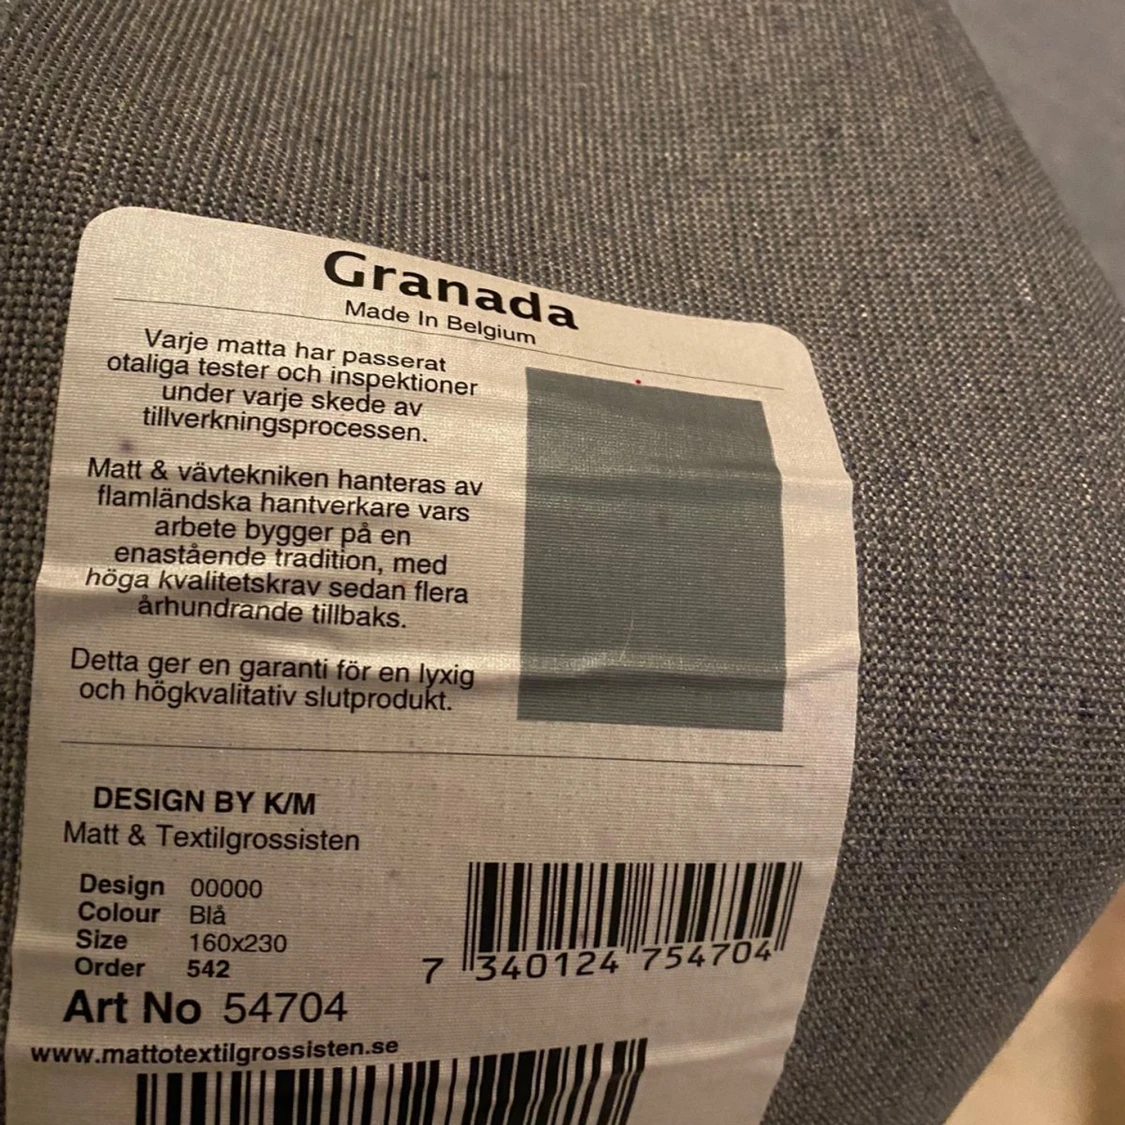 Granada
Made In Belgium
Varje matta har passerat
otaliga tester och inspektioner
under varje skede av
tillverkningsprocessen.
Matt & vävtekniken hanteras av
flamländska hantverkare vars
arbete bygger på en
enastående tradition, med
höga kvalitetskrav sedan flera
århundrande tillbaks.
Detta ger en garanti för en lyxig
och högkvalitativ slutprodukt.
DESIGN BY K/M
Matt & Textilgrossisten
Design 00000
Colour Blå
Size 160x230
Order 542
7 340124 754704
Art No 54704
www.mattotextilgrossisten.se